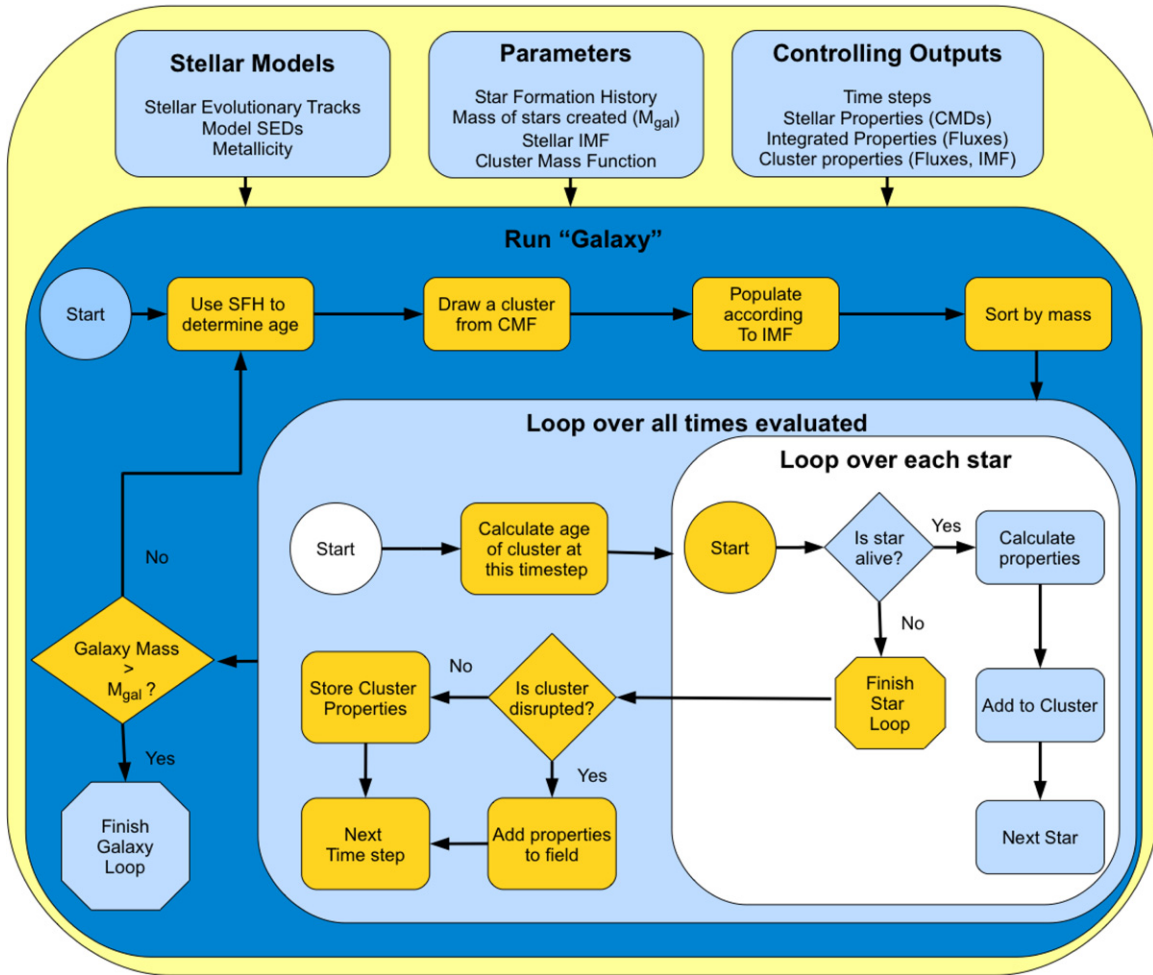 Stellar Models
Stellar Evolutionary Tracks
Model SEDs
Metallicity
Parameters
Star Formation History
Mass of stars created (Mgal)
Stellar IMF
Cluster Mass Function
Controlling Outputs
Time steps
Stellar Properties (CMDs)
Integrated Properties (Fluxes)
Cluster properties (Fluxes, IMF)
Run “Galaxy”
Start
Use SFH to
determine age
Draw a cluster
from CMF
Populate
according
To IMF
Sort by mass
Loop over all times evaluated
Loop over each star
Start
Calculate age
of cluster at
this timestep
Start
Is star
alive?
Yes
Calculate
properties
No
Finish
Star
Loop
Add to Cluster
Next Star
Is cluster
disrupted?
No
Store Cluster
Properties
Yes
Add properties
to field
Next
Time step
No
Galaxy Mass
>
Mgal ?
Yes
Finish
Galaxy
Loop